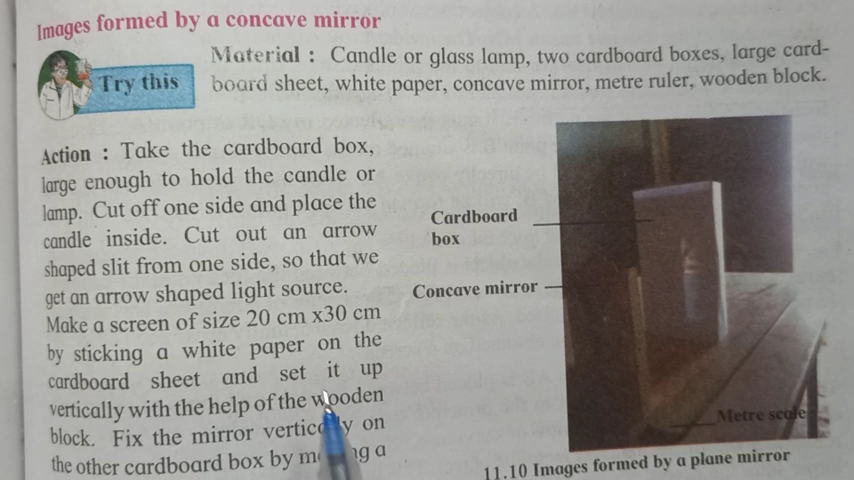 Images formed by a concave mirror
Try this
Material : Candle or glass lamp, two cardboard boxes, large card-
board sheet, white paper, concave mirror, metre ruler, wooden block.
Action : Take the cardboard box,
large enough to hold the candle or
lamp. Cut off one side and place the
candle inside. Cut out an arrow
shaped slit from one side, so that we
get an arrow shaped light source.
Make a screen of size 20 cm x30 cm
by sticking a white paper on the
cardboard sheet and set it up
vertically with the help of the wooden
block. Fix the mirror on
the other cardboard box by a
Cardboard
box
Concave mirror
Metre scale
11.10 Images formed by a plane mirror